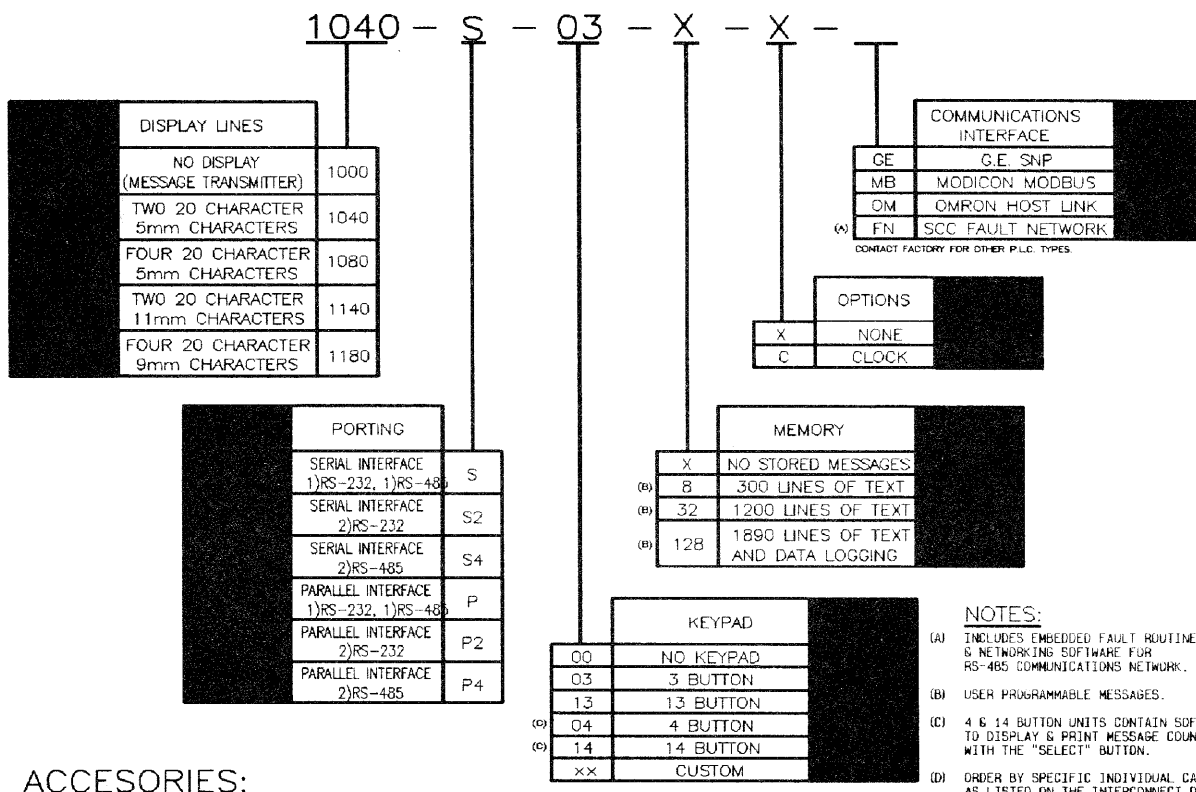 1040 - S - 03 - X - X -
DISPLAY LINES
NO DISPLAY
(MESSAGE TRANSMITTER)
1000
TWO 20 CHARACTER
5mm CHARACTERS
1040
FOUR 20 CHARACTER
5mm CHARACTERS
1080
TWO 20 CHARACTER
11mm CHARACTERS
1140
FOUR 20 CHARACTER
9mm CHARACTERS
1180
COMMUNICATIONS
INTERFACE
GE G.E. SNP
MB MODICON MODBUS
OM OMRON HOST LINK
(A) FN SCC FAULT NETWORK
CONTACT FACTORY FOR OTHER P.L.C. TYPES.
OPTIONS
X NONE
C CLOCK
PORTING
SERIAL INTERFACE
1)RS-232, 1)RS-485
S
SERIAL INTERFACE
2)RS-232
S2
SERIAL INTERFACE
2)RS-485
S4
PARALLEL INTERFACE
1)RS-232, 1)RS-485
P
PARALLEL INTERFACE
2)RS-232
P2
PARALLEL INTERFACE
2)RS-485
P4
MEMORY
X NO STORED MESSAGES
(B) 8 300 LINES OF TEXT
(B) 32 1200 LINES OF TEXT
(B) 128 1890 LINES OF TEXT
AND DATA LOGGING
KEYPAD
00 NO KEYPAD
03 3 BUTTON
13 13 BUTTON
(C) 04 4 BUTTON
(C) 14 14 BUTTON
xx CUSTOM
NOTES:
(A) INCLUDES EMBEDDED FAULT ROUTINE
& NETWORKING SOFTWARE FOR
RS-485 COMMUNICATIONS NETWORK.
(B) USER PROGRAMMABLE MESSAGES.
(C) 4 & 14 BUTTON UNITS CONTAIN SOF
TO DISPLAY & PRINT MESSAGE COUN
WITH THE "SELECT" BUTTON.
(D) ORDER BY SPECIFIC INDIVIDUAL CA
AS LISTED ON THE INTERCONNECT
ACCESORIES: